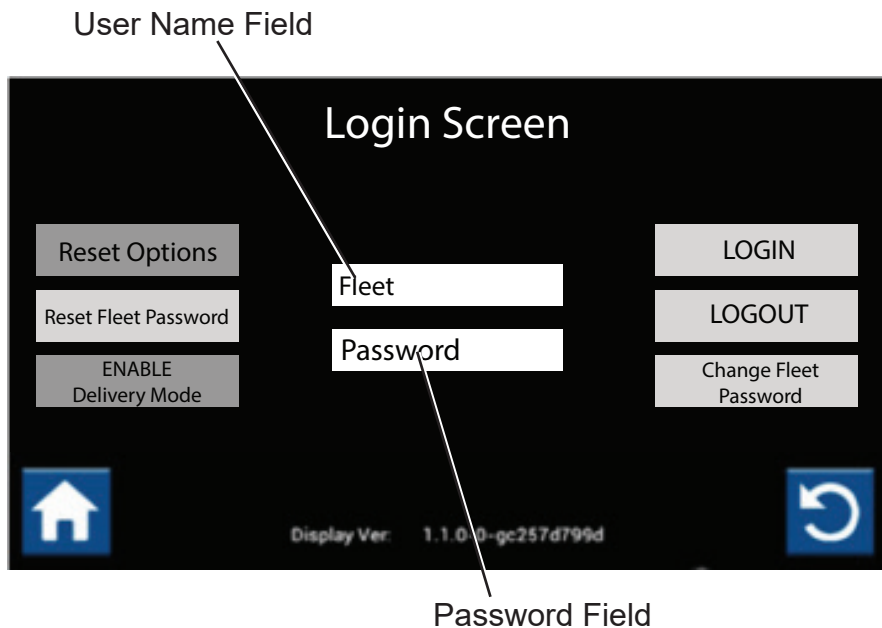 User Name Field
Login Screen
Reset Options
Reset Fleet Password
ENABLE
Delivery Mode
Fleet
Password
LOGIN
LOGOUT
Change Fleet
Password
Display Ver: 1.1.0-0-gc257d799d
Password Field